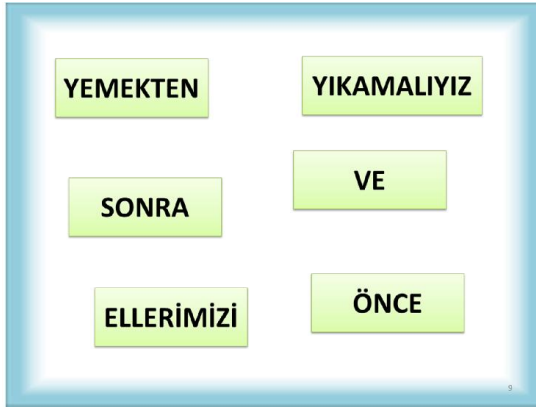 YEMEKTEN
YIKAMALIYIZ
SONRA
VE
ELLERİMİZİ
ÖNCE
9